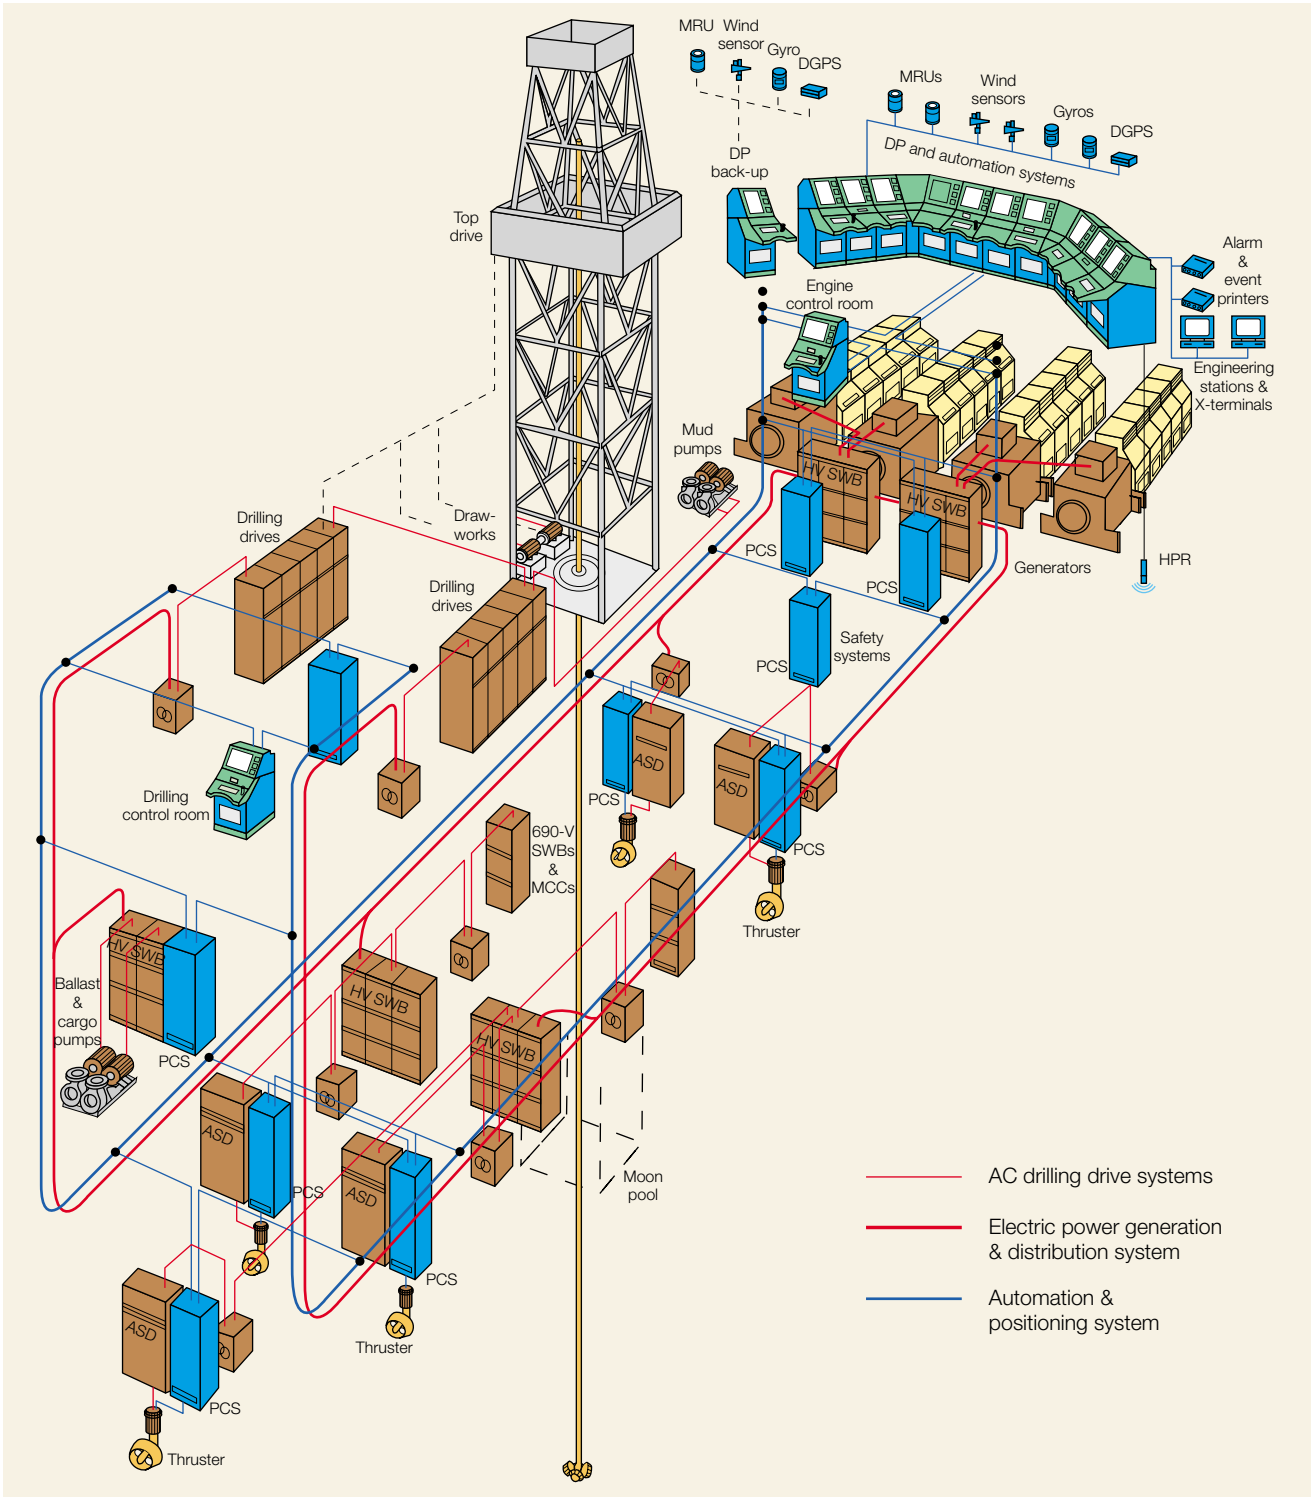 MRU
Wind
sensor
Gyro
DGPS
MRUs
Wind
sensors
Gyros
DGPS
DP and automation systems
DP
back-up
Top
drive
Alarm
&
event
printers
Engine
control room
Engineering
stations &
X-terminals
Mud
pumps
HV SWB
HV SWB
PCS
PCS
Generators
HPR
Drilling
drives
Draw-
works
Drilling
drives
Safety
systems
PCS
ASD
ASD
PCS
PCS
Drilling
control room
690-V
SWBs
&
MCCs
Thruster
HV SWB
Ballast
&
cargo
pumps
PCS
HV SWB
HV SWB
ASD
PCS
ASD
PCS
Moon
pool
Thruster
ASD
PCS
Thruster
AC drilling drive systems
Electric power generation
& distribution system
Automation &
positioning system